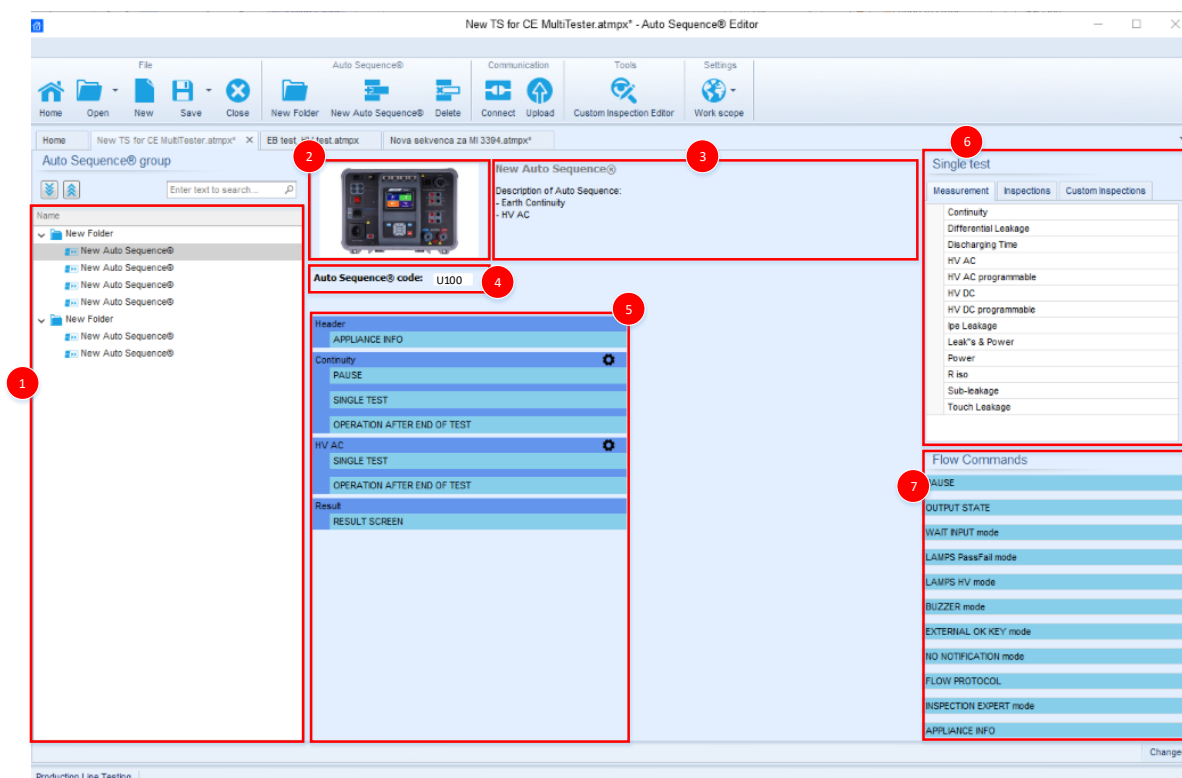 New TS for CE MultiTester.atmpx* - Auto Sequence® Editor
File
Auto Sequence®
Communication
Tools
Settings
Home
Open
New
Save
Close
New Folder
New Auto Sequence®
Delete
Connect
Upload
Custom Inspection Editor
Work scope
Home
New TS for CE MultiTester.atmpx*
EB test
test.atmpx
Nova sekvenca za MI 3394.atmpx*
Auto Sequence® group
Enter text to search...
Name
New Folder
New Auto Sequence®
New Auto Sequence®
New Auto Sequence®
New Auto Sequence®
New Folder
New Auto Sequence®
New Auto Sequence®
1
2
3
New Auto Sequence®
Description of Auto Sequence:
- Earth Continuity
- HV AC
Auto Sequence® code:
U100
4
5
Header
APPLIANCE INFO
Continuity
PAUSE
SINGLE TEST
OPERATION AFTER END OF TEST
HV AC
SINGLE TEST
OPERATION AFTER END OF TEST
Result
RESULT SCREEN
6
Single test
Measurement
Inspections
Custom Inspections
Continuity
Differential Leakage
Discharging Time
HV AC
HV AC programmable
HV DC
HV DC programmable
Ipe Leakage
Leak"s & Power
Power
R iso
Sub-leakage
Touch Leakage
Flow Commands
7
PAUSE
OUTPUT STATE
WAIT INPUT mode
LAMPS PassFail mode
LAMPS HV mode
BUZZER mode
EXTERNAL OK KEY mode
NO NOTIFICATION mode
FLOW PROTOCOL
INSPECTION EXPERT mode
APPLIANCE INFO
Change
Production Line Testing